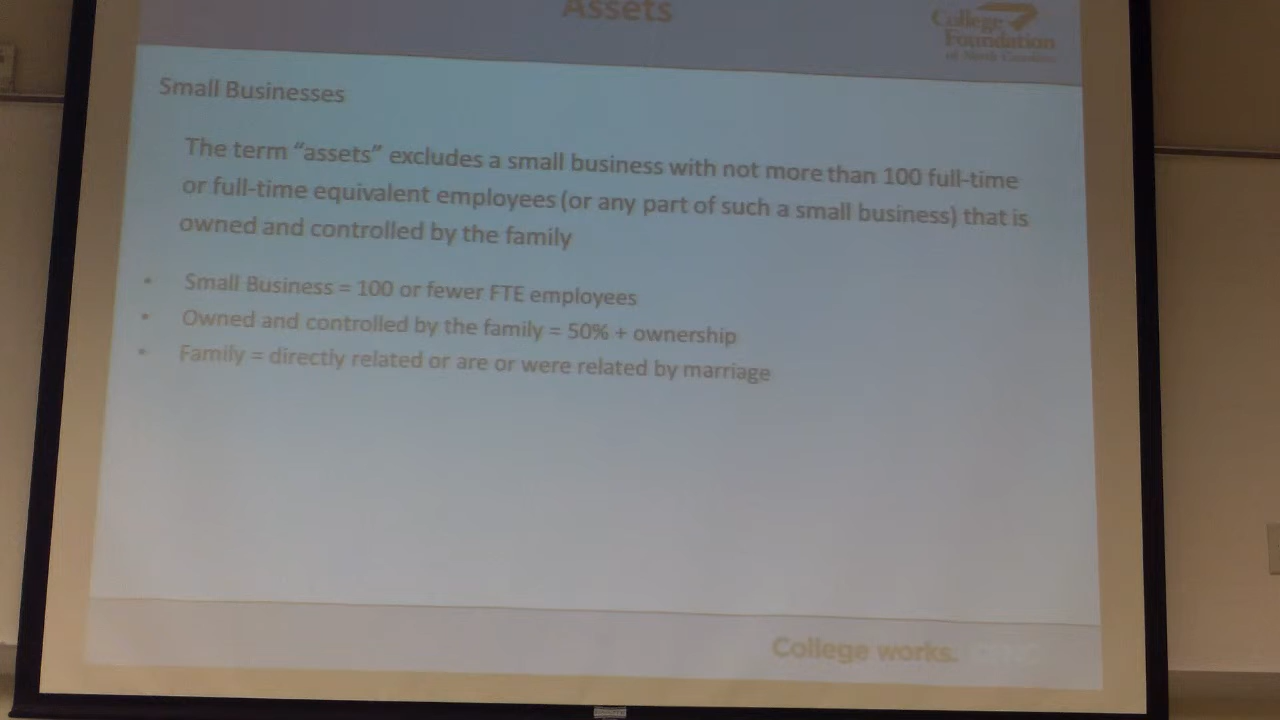 Assets
College
Foundation
of North Carolina
Small Businesses
The term “assets” excludes a small business with not more than 100 full-time
or full-time equivalent employees (or any part of such a small business) that is
owned and controlled by the family
• Small Business = 100 or fewer FTE employees
• Owned and controlled by the family = 50% + ownership
• Family = directly related or are or were related by marriage
College works.